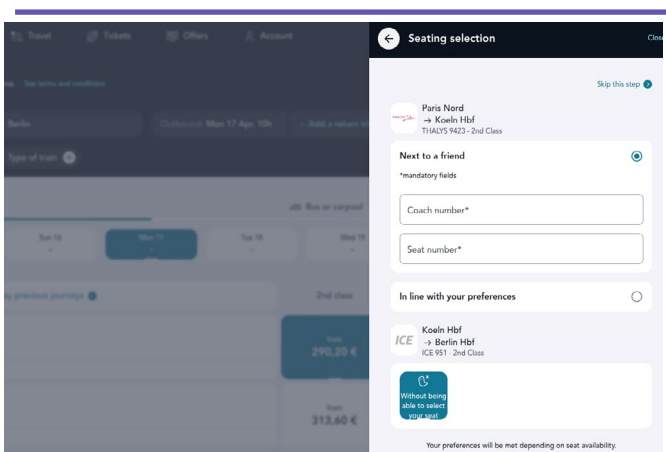 Travel Tickets Offers Account
See terms and conditions
Berlin
Outbound: Mon 17 Apr, 10h
+ Add a return
Type of train
Bus or carpool
Sun 16
-
Mon 17
-
Tue 18
-
Wed 19
-
previous journeys
2nd class
from
290,20 €
from
313,60 €
Seating selection
Close
Skip this step
Paris Nord
→ Koeln Hbf
THALYS 9423 - 2nd Class
Next to a friend
*mandatory fields
Coach number*
Seat number*
In line with your preferences
ICE
Koeln Hbf
→ Berlin Hbf
ICE 951 - 2nd Class
Without being
able to select
your seat
Your preferences will be met depending on seat availability.